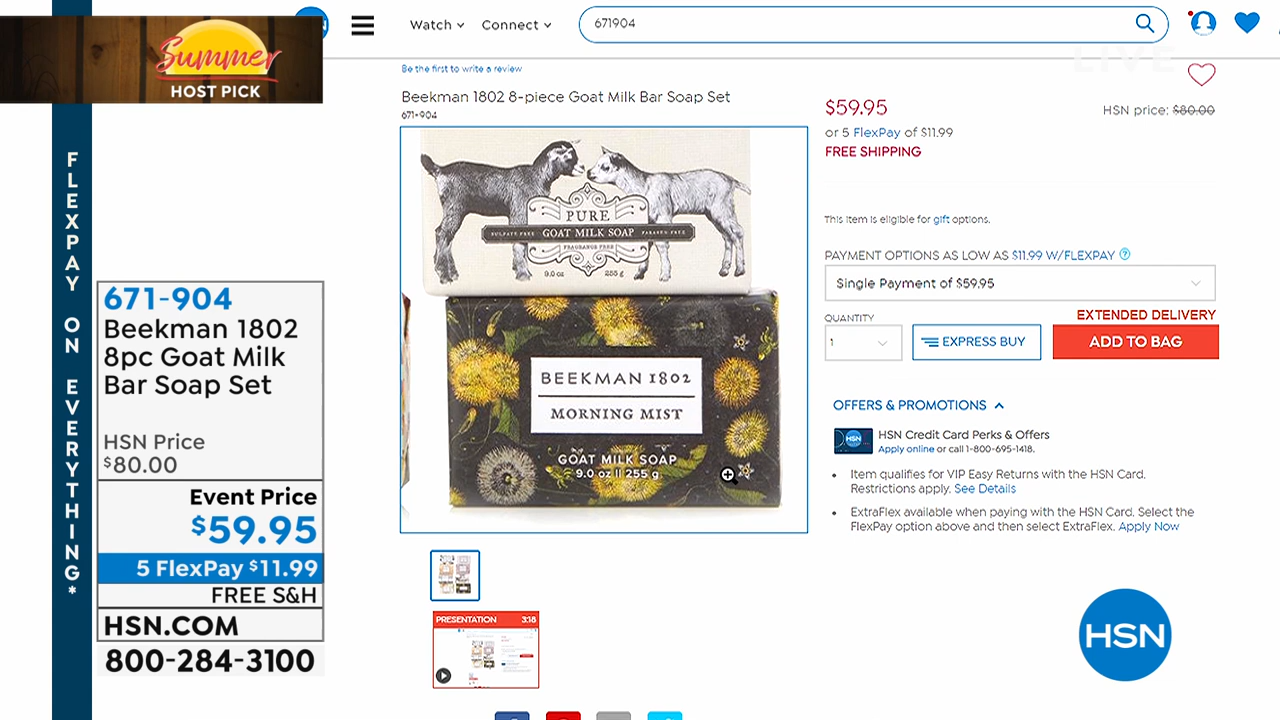 Summer
HOST PICK
FLEXPAY ON EVERYTHING*
671-904
Beekman 1802
8pc Goat Milk
Bar Soap Set
HSN Price
$80.00
Event Price
$59.95
5 FlexPay $11.99
FREE S&H
HSN.COM
800-284-3100
Watch
Connect
671904
LIVE
Be the first to write a review
Beekman 1802 8-piece Goat Milk Bar Soap Set
671-904
PURE
SULFATE FREE GOAT MILK SOAP PARABEN FREE
FRAGRANCE FREE
9.0 oz 255 g
BEEKMAN 1802
MORNING MIST
GOAT MILK SOAP
9.0 oz || 255 g
PRESENTATION 3:18
$59.95
HSN price: $80.00
or 5 FlexPay of $11.99
FREE SHIPPING
This item is eligible for gift options.
PAYMENT OPTIONS AS LOW AS $11.99 W/FLEXPAY ?
Single Payment of $59.95
QUANTITY
EXTENDED DELIVERY
1
EXPRESS BUY
ADD TO BAG
OFFERS & PROMOTIONS
HSN
HSN Credit Card Perks & Offers
Apply online or call 1-800-695-1418.
• Item qualifies for VIP Easy Returns with the HSN Card.
Restrictions apply. See Details
• ExtraFlex available when paying with the HSN Card. Select the
FlexPay option above and then select ExtraFlex. Apply Now
HSN